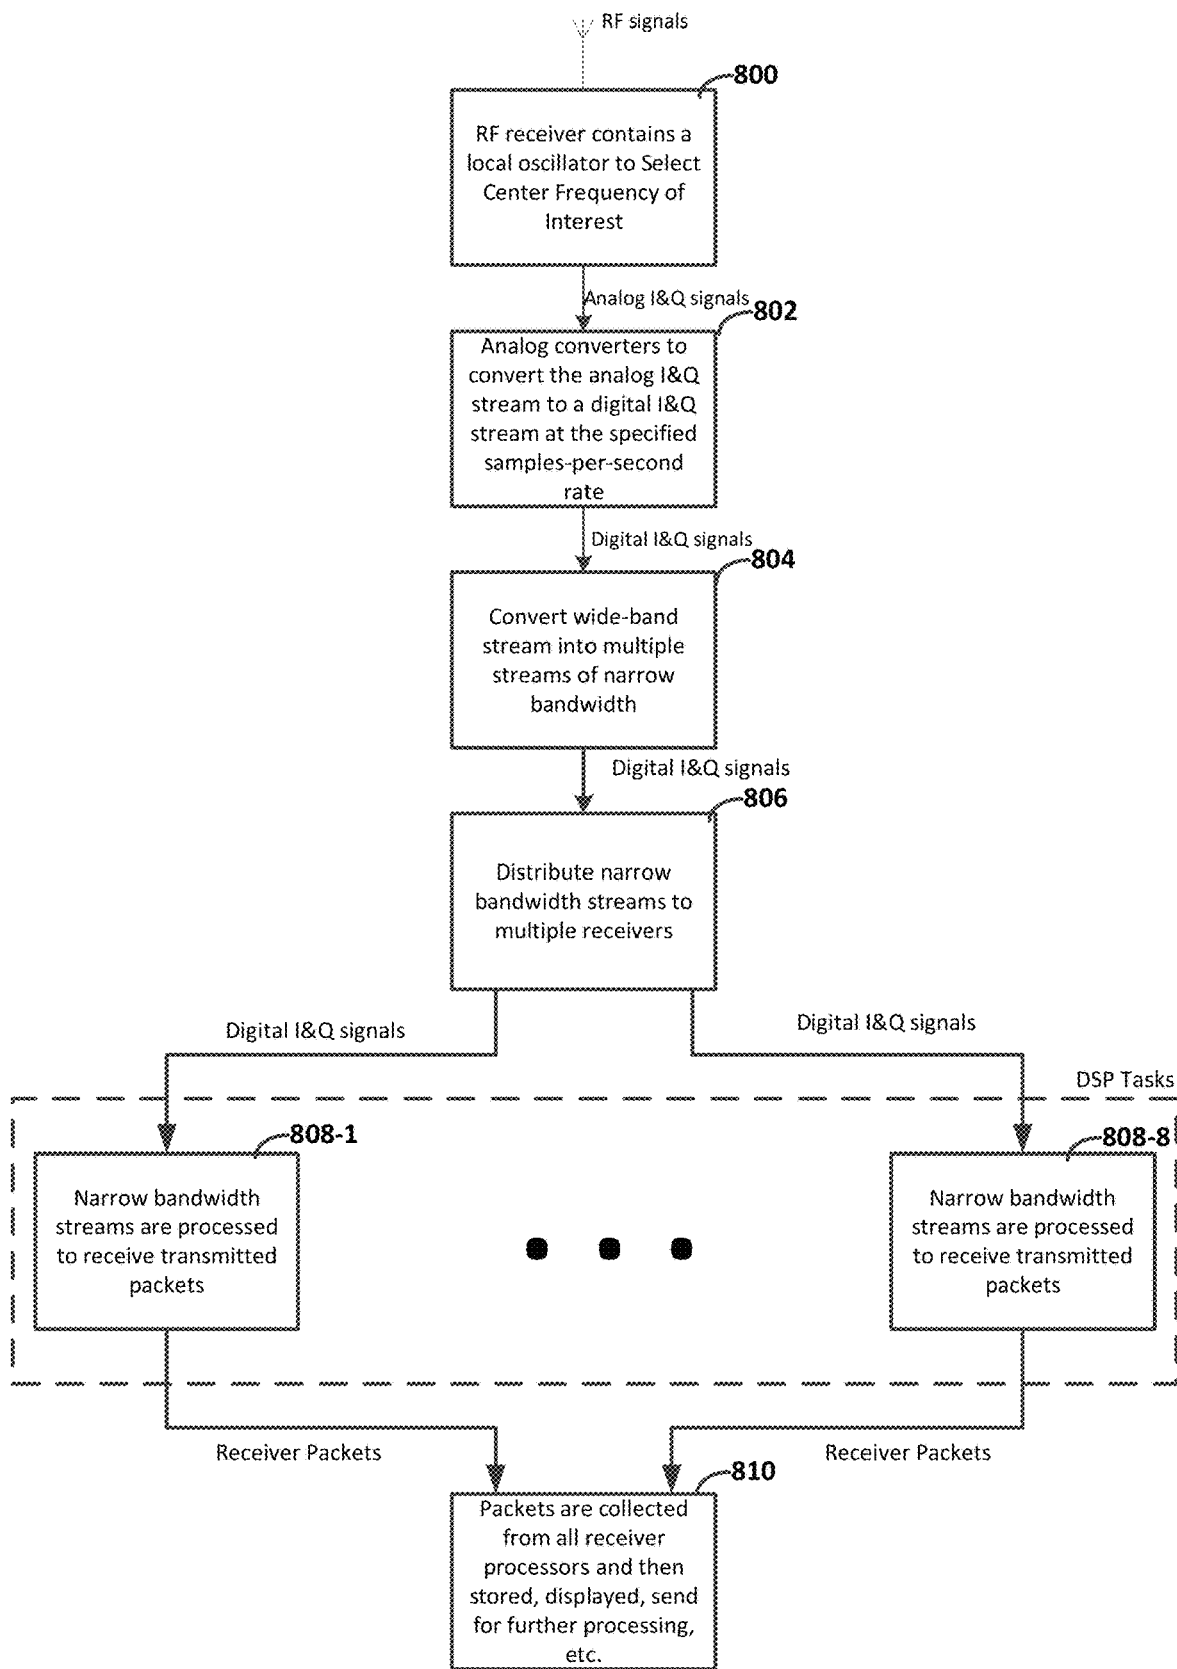 RF signals
800
RF receiver contains a
local oscillator to Select
Center Frequency of
Interest
Analog I&Q signals
802
Analog converters to
convert the analog I&Q
stream to a digital I&Q
stream at the specified
samples-per-second
rate
Digital I&Q signals
804
Convert wide-band
stream into multiple
streams of narrow
bandwidth
Digital I&Q signals
806
Distribute narrow
bandwidth streams to
multiple receivers
Digital I&Q signals
Digital I&Q signals
DSP Tasks
808-1
Narrow bandwidth
streams are processed
to receive transmitted
packets
808-8
Narrow bandwidth
streams are processed
to receive transmitted
packets
Receiver Packets
Receiver Packets
810
Packets are collected
from all receiver
processors and then
stored, displayed, send
for further processing,
etc.